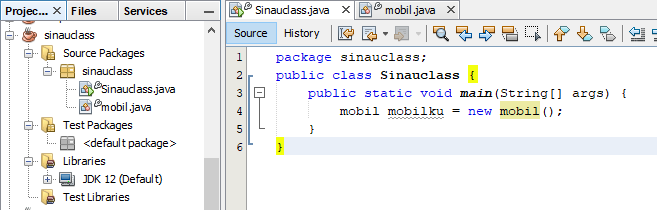 Projec... Files Services
sinauclass
Source Packages
sinauclass
Sinauclass.java
mobil.java
Test Packages
<default package>
Libraries
JDK 12 (Default)
Test Libraries
Sinauclass.java mobil.java
Source History
1 package sinauclass;
2 public class Sinauclass {
3 public static void main(String[] args) {
4 mobil mobilku = new mobil();
5 }
6 }